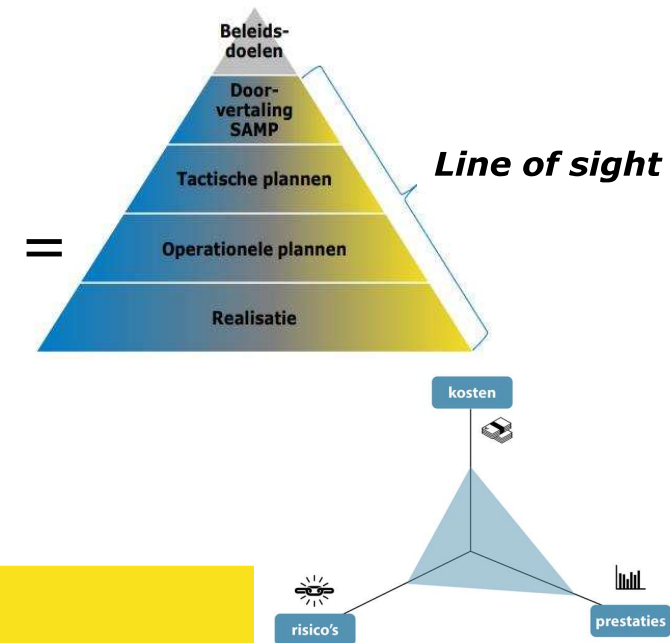 Beleids-
doelen
Door-
vertaling
SAMP
Line of sight
Tactische plannen
=
Operationele plannen
Realisatie
kosten
risico's
prestaties